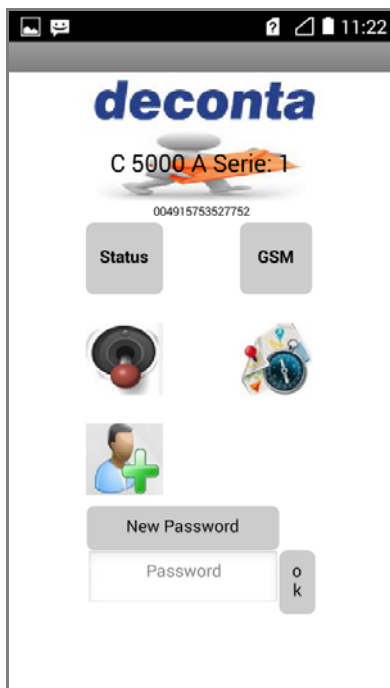 11:22
deconta
C 5000 A Serie: 1
004915753527752
Status
GSM
New Password
Password
o
k